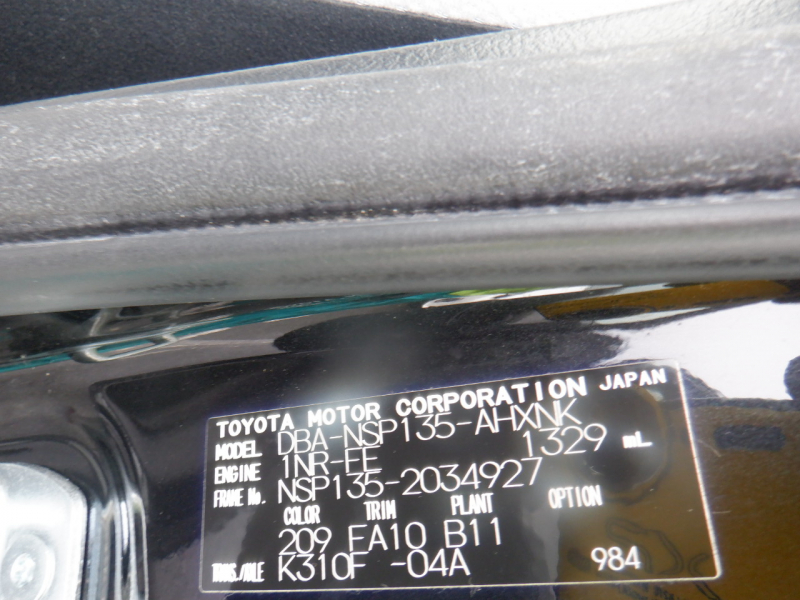 TOYOTA MOTOR CORPORATION JAPAN
MODEL DBA-NSP135-AHXNK
ENGINE 1NR-FE 1329 mL
FRAME No. NSP135-2034927
COLOR TRIM PLANT OPTION
209 FA10 B11
TRANS./AXLE K310F -04A 984